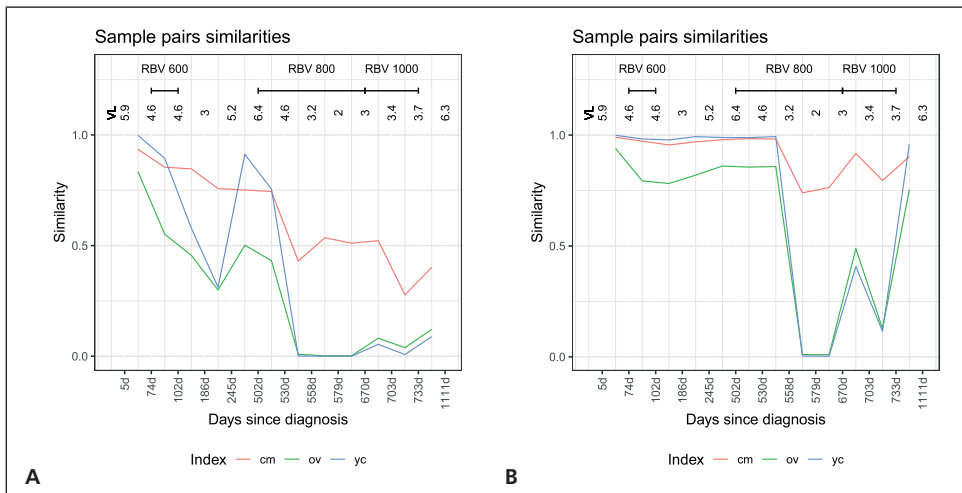 Sample pairs similarities
RBV 600 RBV 800 RBV 1000
VL 5.9 4.6 4.6 3 5.2 6.4 4.6 3.2 2 3 3.4 3.7 6.3
1.0
0.5
0.0
Similarity
5d 74d 102d 186d 245d 502d 530d 558d 579d 670d 703d 733d 1111d
Days since diagnosis
Index cm ov yc
A
Sample pairs similarities
RBV 600 RBV 800 RBV 1000
VL 5.9 4.6 4.6 3 5.2 6.4 4.6 3.2 2 3 3.4 3.7 6.3
1.0
0.5
0.0
Similarity
5d 74d 102d 186d 245d 502d 530d 558d 579d 670d 703d 733d 1111d
Days since diagnosis
Index cm ov yc
B